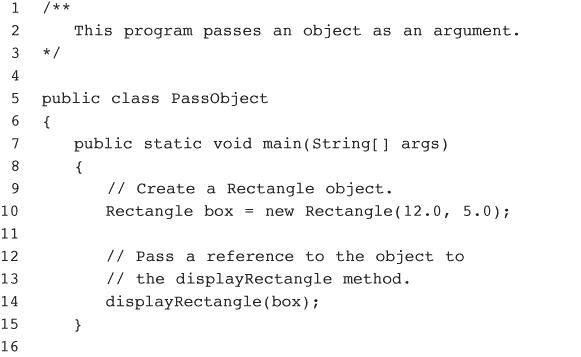 1 /**
2    This program passes an object as an argument.
3 */
4
5 public class PassObject
6 {
7    public static void main(String[] args)
8    {
9       // Create a Rectangle object.
10       Rectangle box = new Rectangle(12.0, 5.0);
11
12       // Pass a reference to the object to
13       // the displayRectangle method.
14       displayRectangle(box);
15    }
16